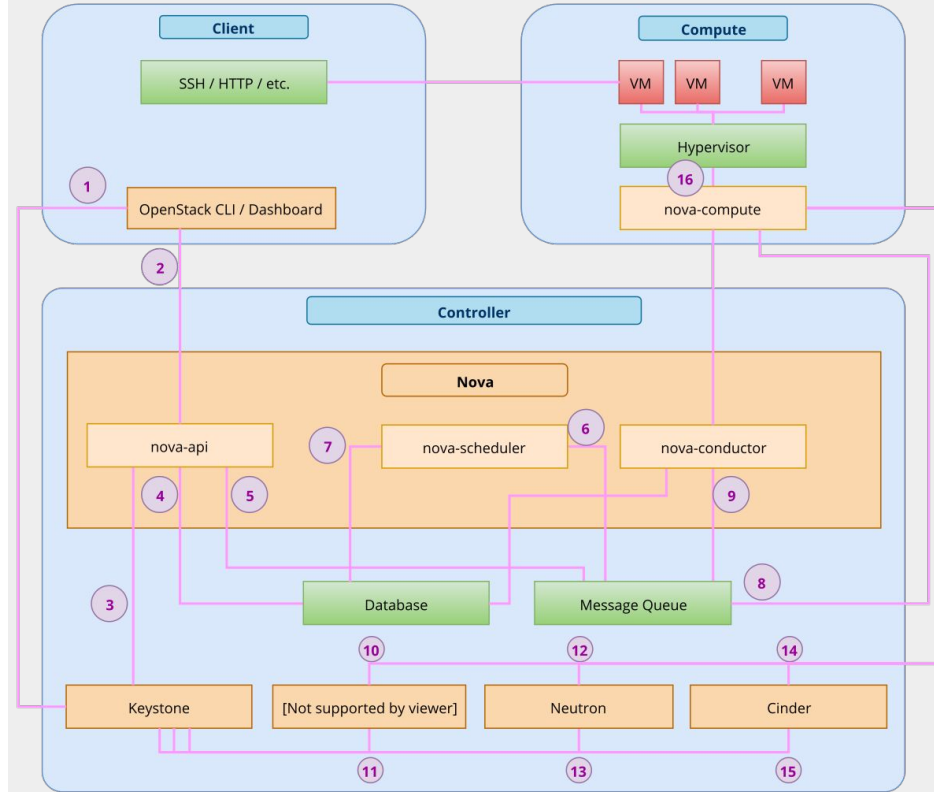 Client
Compute
SSH / HTTP / etc.
VM
VM
VM
Hypervisor
1
16
OpenStack CLI / Dashboard
nova-compute
2
Controller
Nova
nova-api
7
nova-scheduler
6
nova-conductor
4
5
9
3
Database
Message Queue
8
10
12
14
Keystone
[Not supported by viewer]
Neutron
Cinder
11
13
15